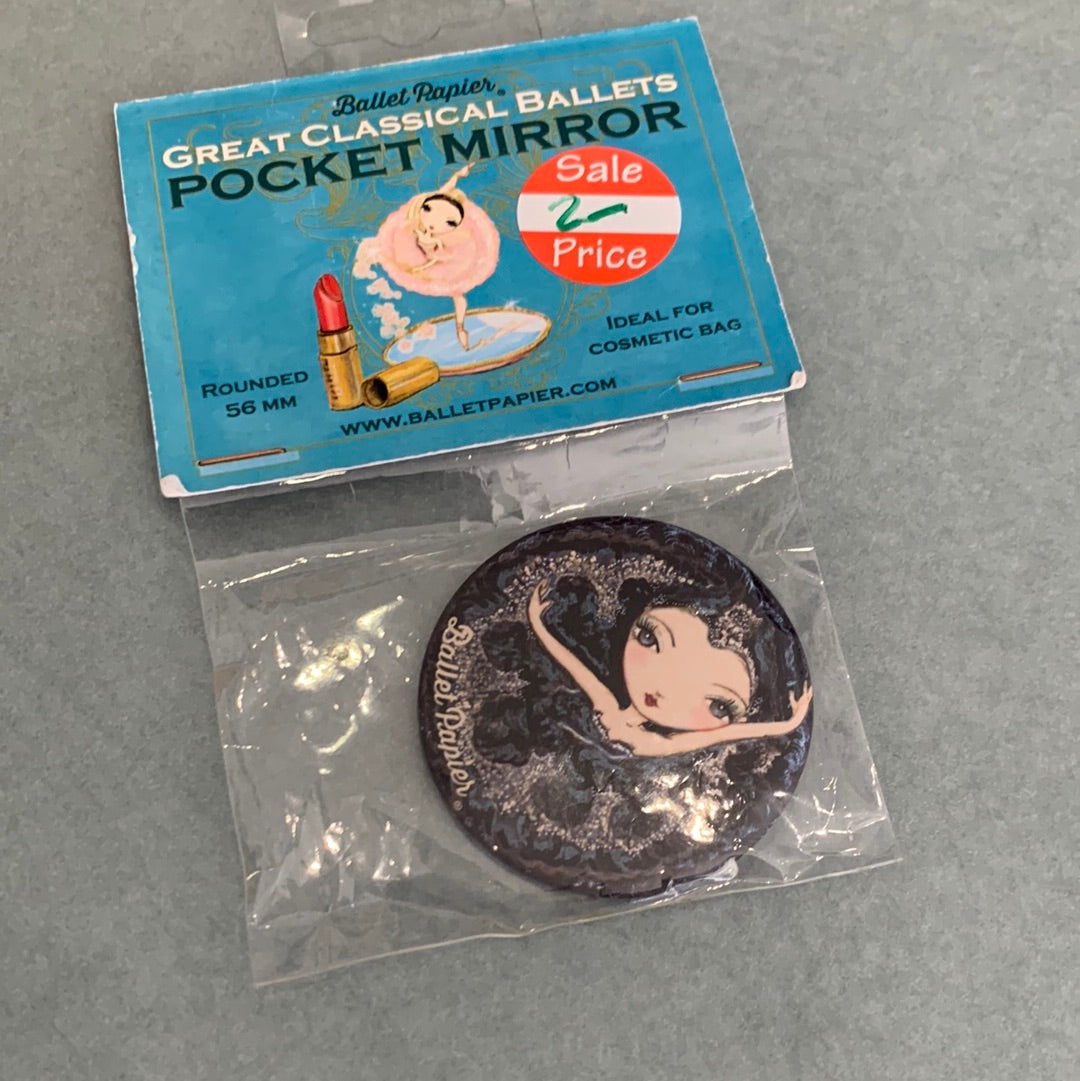 Ballet Papier®
GREAT CLASSICAL BALLETS
POCKET MIRROR
Sale
2-
Price
IDEAL FOR
COSMETIC BAG
ROUNDED
56 MM
WWW.BALLETPAPIER.COM
Ballet Papier®